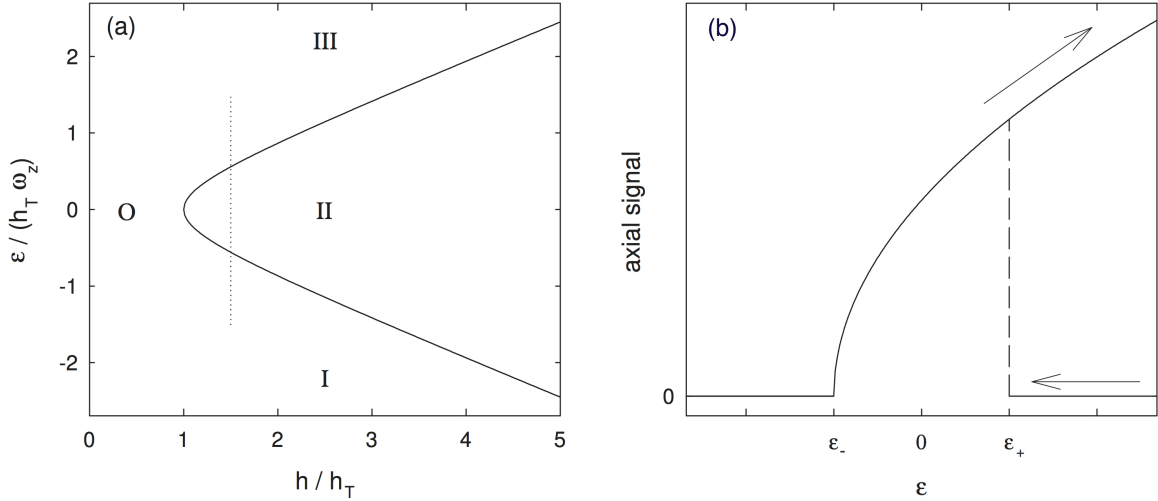 (a)
III
2
1
0
-1
-2
O
II
I
ε / (h_T ω_z)
0 1 2 3 4 5
h / h_T
(b)
axial signal
0
ε_- 0 ε_+
ε